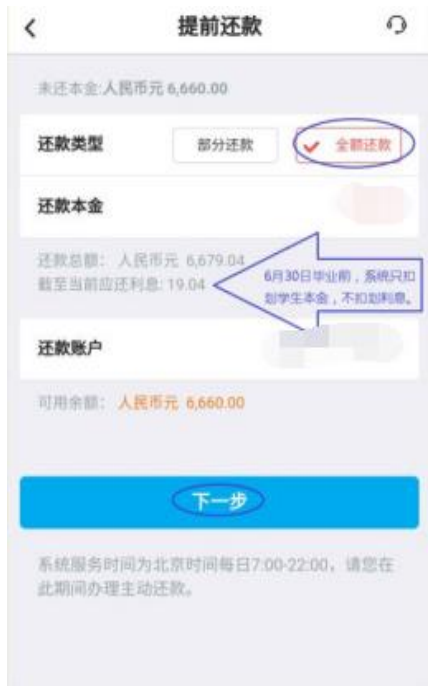 提前还款
未还本金:人民币元 6,660.00
还款类型 部分还款 全额还款
还款本金
还款总额: 人民币元 6,679.04
截至当前应还利息: 19.04
6月30日毕业前,系统只扣
划学生本金,不扣划利息。
还款账户
可用余额: 人民币元 6,660.00
下一步
系统服务时间为北京时间每日7:00-22:00,请您在
此期间办理主动还款。